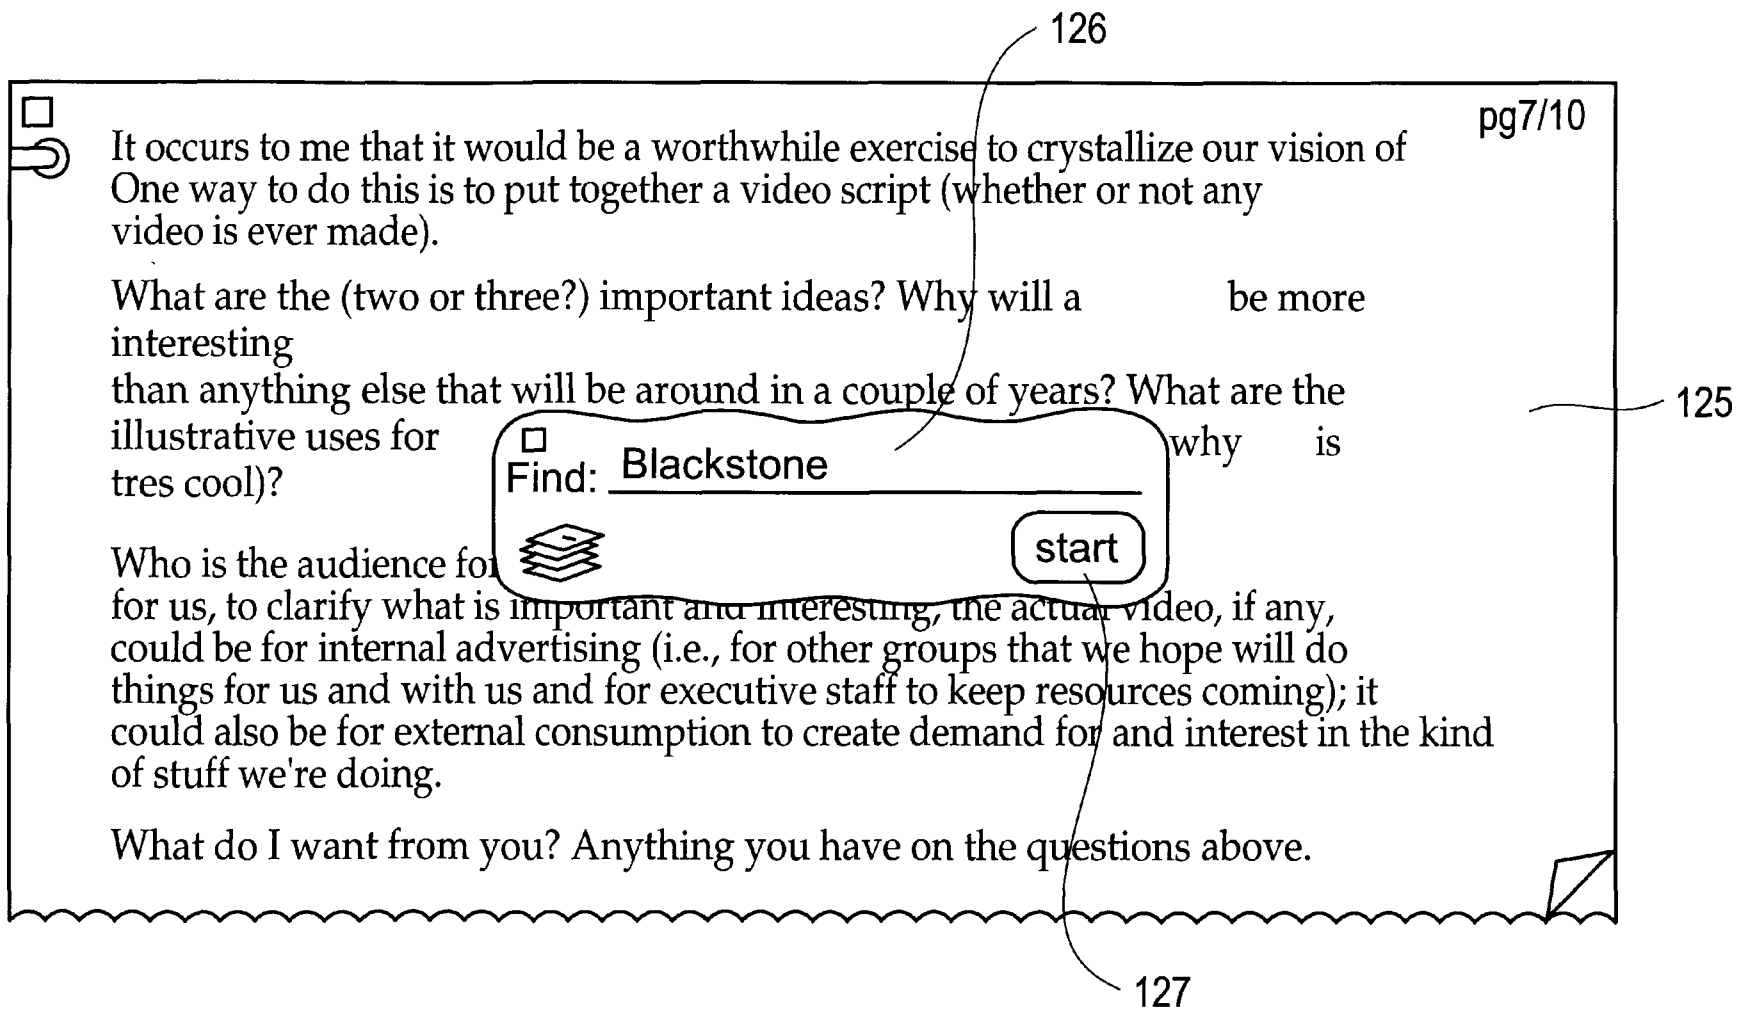 126
pg7/10
It occurs to me that it would be a worthwhile exercise to crystallize our vision of
One way to do this is to put together a video script (whether or not any
video is ever made).
What are the (two or three?) important ideas? Why will a be more
interesting
than anything else that will be around in a couple of years? What are the
125
illustrative uses for why is
tres cool)?
Find: Blackstone
start
Who is the audience for
for us, to clarify what is important and interesting, the actual video, if any,
could be for internal advertising (i.e., for other groups that we hope will do
things for us and with us and for executive staff to keep resources coming); it
could also be for external consumption to create demand for and interest in the kind
of stuff we're doing.
What do I want from you? Anything you have on the questions above.
127